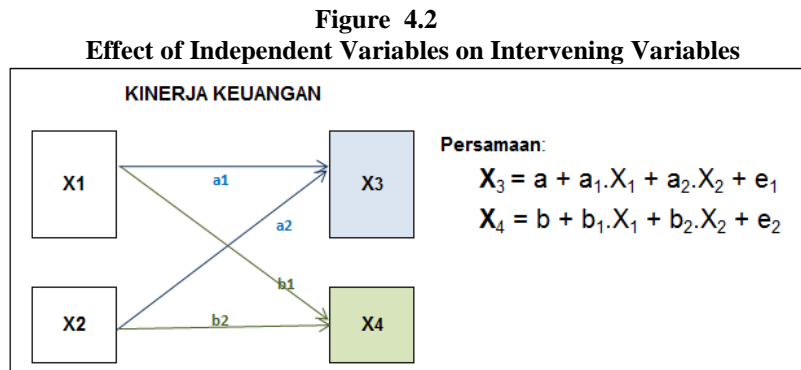 Figure 4.2
Effect of Independent Variables on Intervening Variables
KINERJA KEUANGAN
X1
a1
X3
a2
b1
X2
b2
X4
Persamaan:
X₃ = a + a₁.X₁ + a₂.X₂ + e₁
X₄ = b + b₁.X₁ + b₂.X₂ + e₂